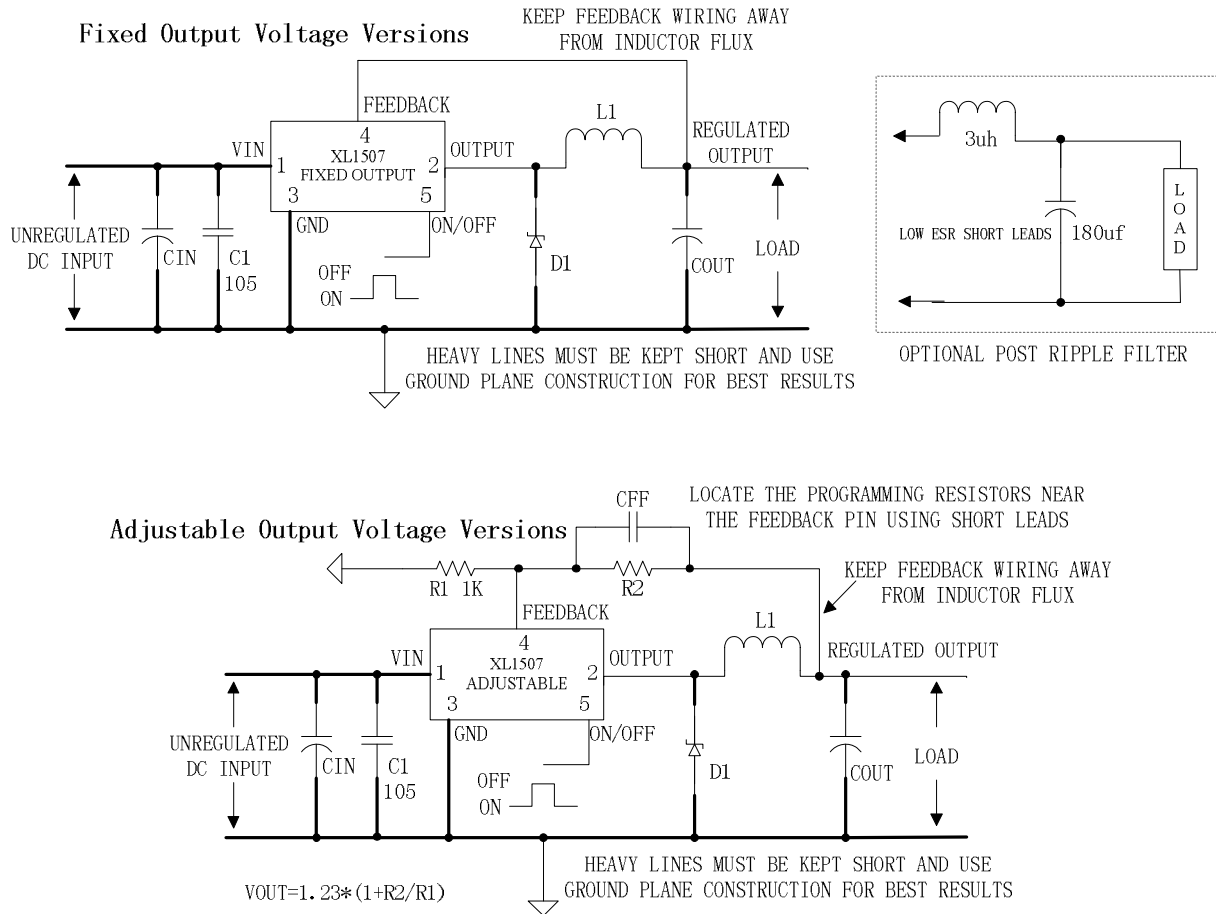 KEEP FEEDBACK WIRING AWAY
FROM INDUCTOR FLUX
Fixed Output Voltage Versions
FEEDBACK
4
XL1507
FIXED OUTPUT
VIN
1
2
OUTPUT
3
5
GND
ON/OFF
L1
REGULATED
OUTPUT
UNREGULATED
DC INPUT
CIN
C1
105
OFF
ON
D1
COUT
LOAD
HEAVY LINES MUST BE KEPT SHORT AND USE
GROUND PLANE CONSTRUCTION FOR BEST RESULTS
3uh
LOW ESR SHORT LEADS
180uf
LOAD
OPTIONAL POST RIPPLE FILTER
Adjustable Output Voltage Versions
CFF
LOCATE THE PROGRAMMING RESISTORS NEAR
THE FEEDBACK PIN USING SHORT LEADS
R1 1K
R2
KEEP FEEDBACK WIRING AWAY
FROM INDUCTOR FLUX
FEEDBACK
4
XL1507
ADJUSTABLE
VIN
1
2
OUTPUT
3
5
GND
ON/OFF
L1
REGULATED OUTPUT
UNREGULATED
DC INPUT
CIN
C1
105
OFF
ON
D1
COUT
LOAD
HEAVY LINES MUST BE KEPT SHORT AND USE
GROUND PLANE CONSTRUCTION FOR BEST RESULTS
VOUT=1.23*(1+R2/R1)